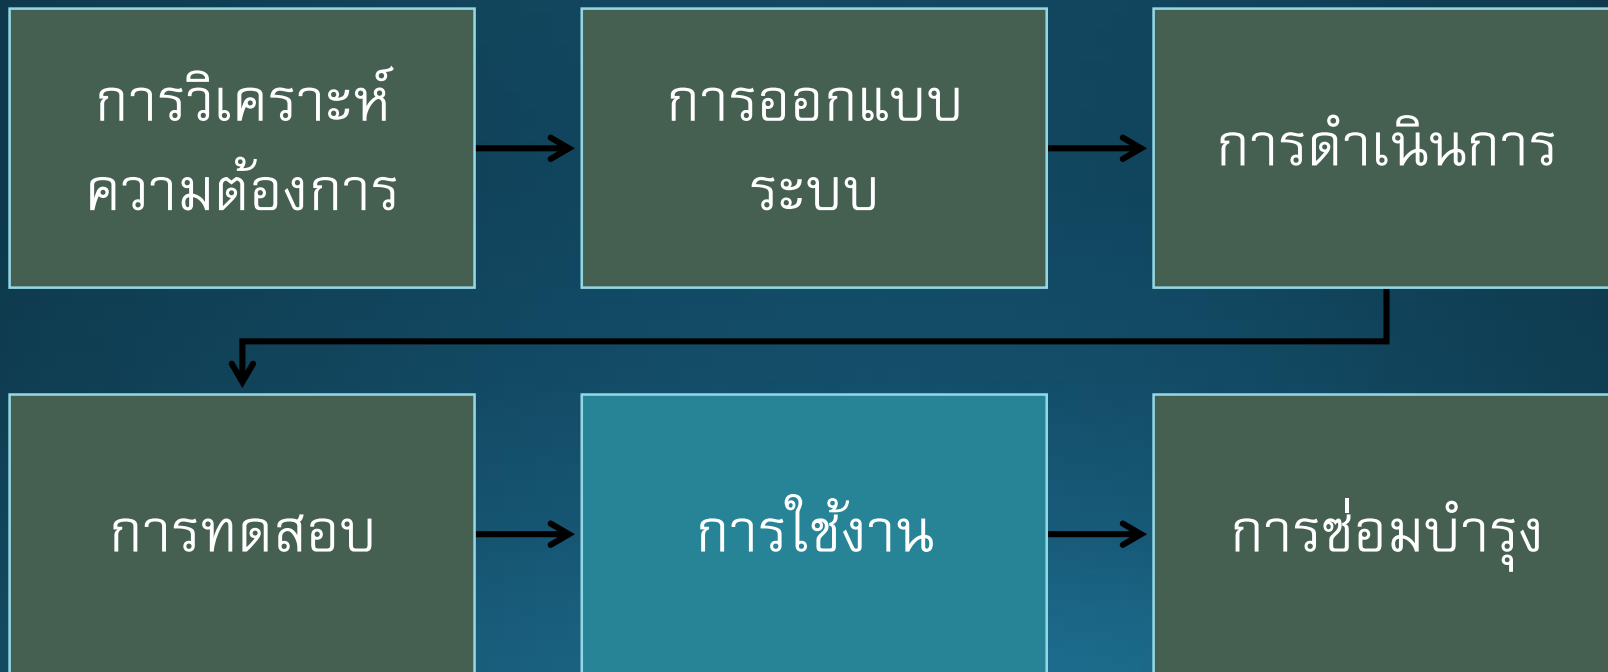 การวิเคราะห์
ความต้องการ
การออกแบบ
ระบบ
การดำเนินการ
การทดสอบ
การใช้งาน
การซ่อมบำรุง